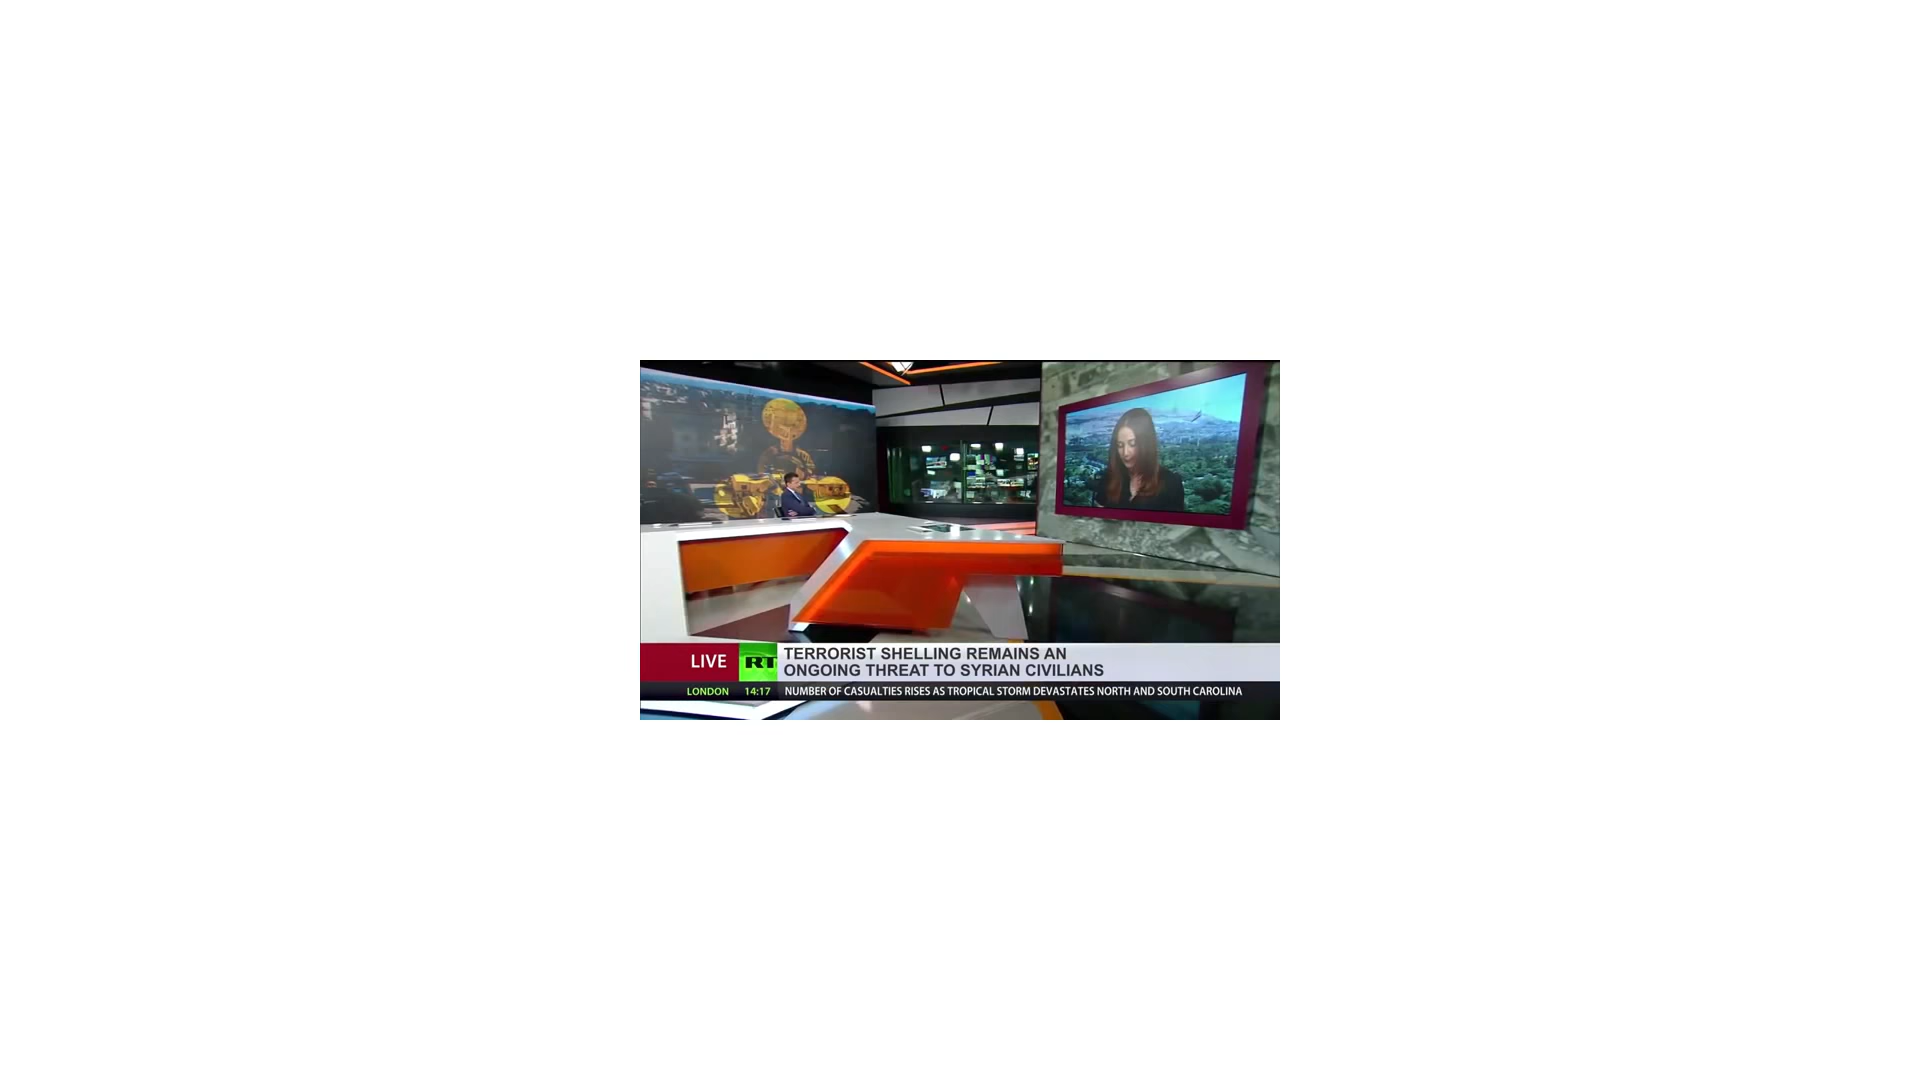 LIVE
RT
TERRORIST SHELLING REMAINS AN
ONGOING THREAT TO SYRIAN CIVILIANS
LONDON 14:17 NUMBER OF CASUALTIES RISES AS TROPICAL STORM DEVASTATES NORTH AND SOUTH CAROLINA